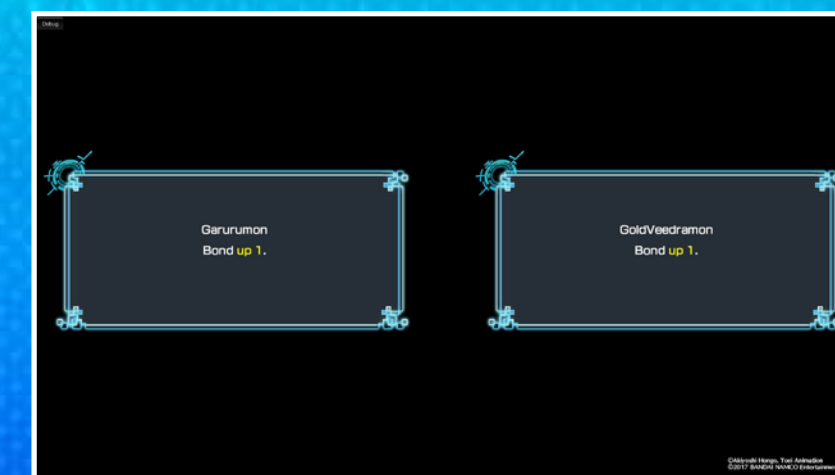 Debug
Garurumon
Bond up 1.
GoldVeedramon
Bond up 1.
©Akiyoshi Hongo, Toei Animation
©2017 BANDAI NAMCO Entertainment